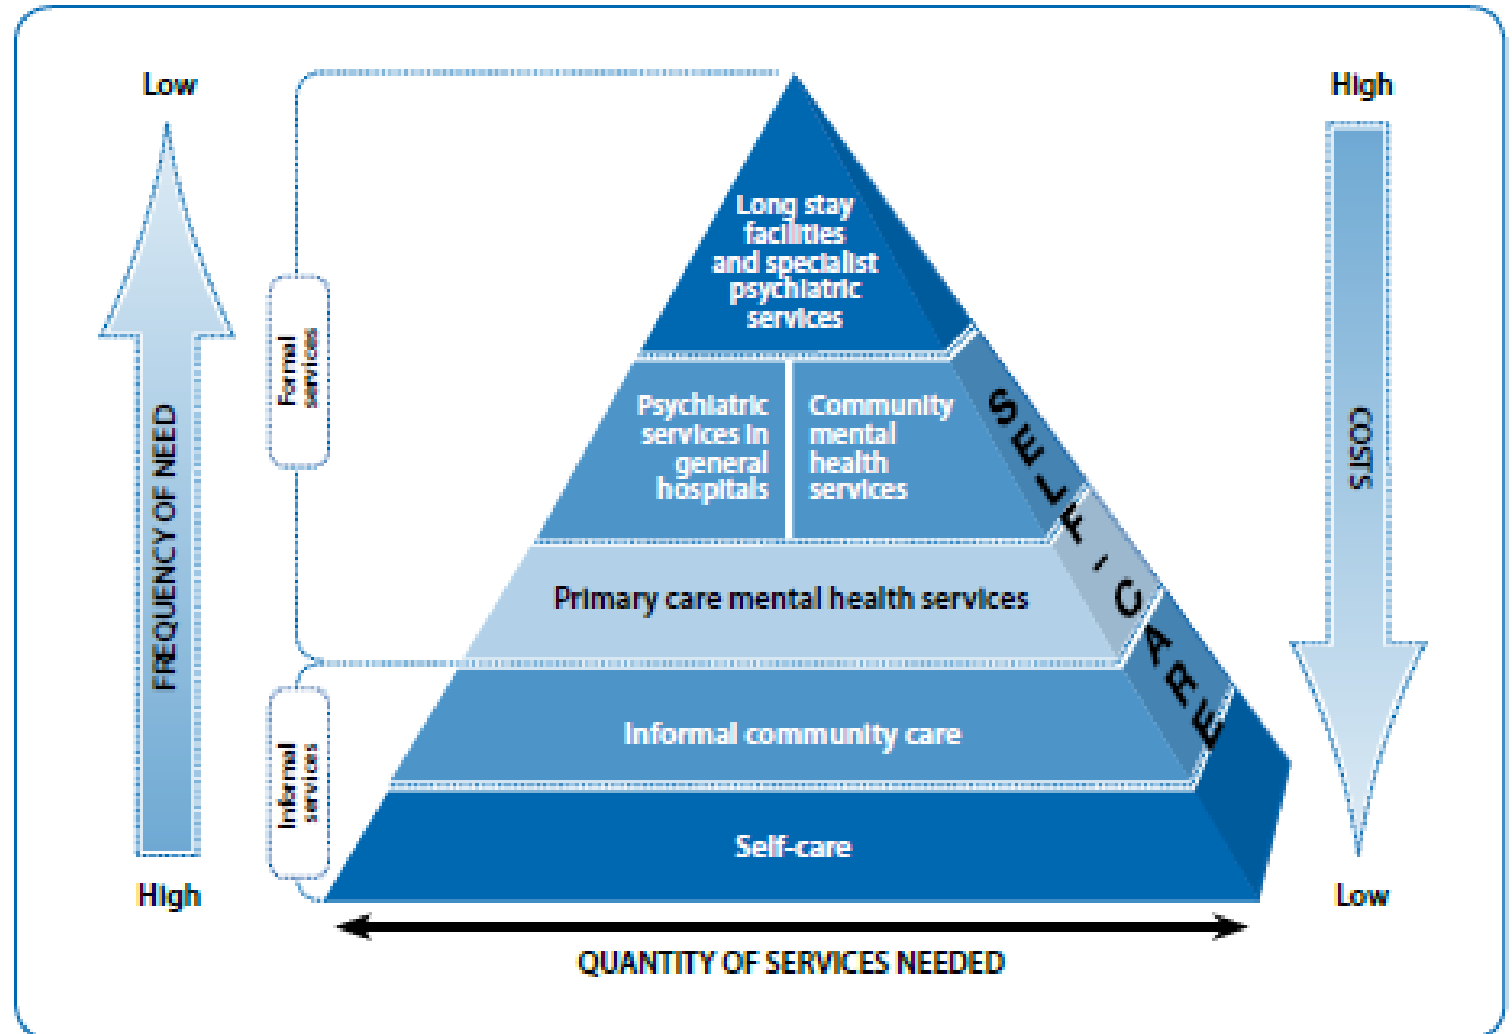 Low
High
Long stay
facilities
and specialist
psychiatric
services
Formal
services
FREQUENCY OF NEED
Psychiatric
services in
general
hospitals
Community
mental
health
services
SELF-CARE
COSTS
Primary care mental health services
Informal
services
Informal community care
Self-care
High
Low
QUANTITY OF SERVICES NEEDED